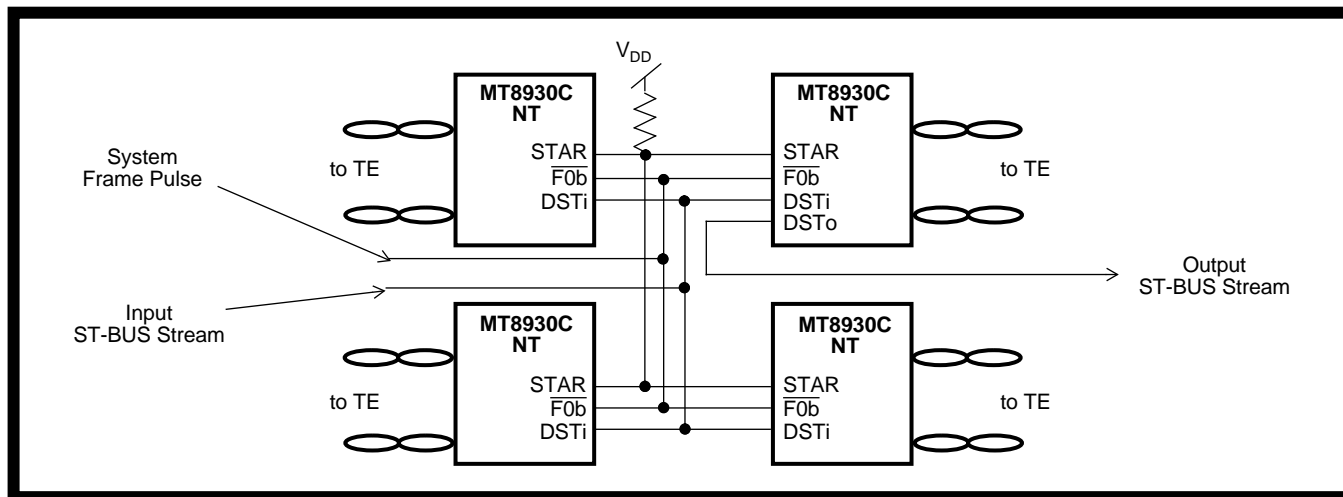 V_DD
MT8930C
NT
STAR
F0b
DSTi
MT8930C
NT
STAR
F0b
DSTi
DSTo
System
Frame Pulse
to TE
to TE
Input
ST-BUS Stream
Output
ST-BUS Stream
MT8930C
NT
STAR
F0b
DSTi
MT8930C
NT
STAR
F0b
DSTi
to TE
to TE